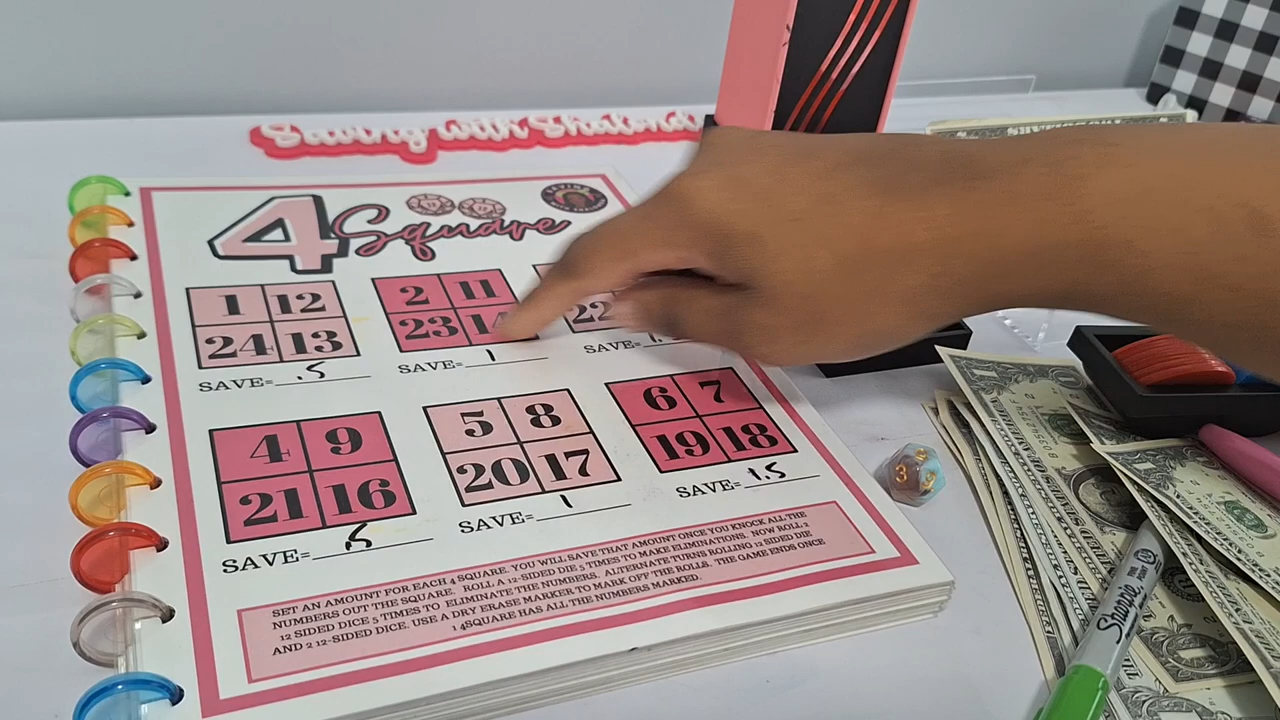 Saving with Shalonda
4 Square
1 12 2 11
24 13 23 14 22
SAVE= .5 SAVE= 1 SAVE=
4 9 5 8 6 7
21 16 20 17 19 18
SAVE= .5 SAVE= 1 SAVE= 1.5
SET AN AMOUNT FOR EACH 4 SQUARE. YOU WILL SAVE THAT AMOUNT ONCE YOU KNOCK ALL THE
NUMBERS OUT THE SQUARE. ROLL A 12-SIDED DIE 5 TIMES TO MAKE ELIMINATIONS. NOW ROLL 2
12 SIDED DICE 5 TIMES TO ELIMINATE THE NUMBERS. ALTERNATE TURNS ROLLING 12 SIDED DIE
AND 2 12-SIDED DICE. USE A DRY ERASE MARKER TO MARK OFF THE ROLLS. THE GAME ENDS ONCE
1 4SQUARE HAS ALL THE NUMBERS MARKED.
3
Sharpie